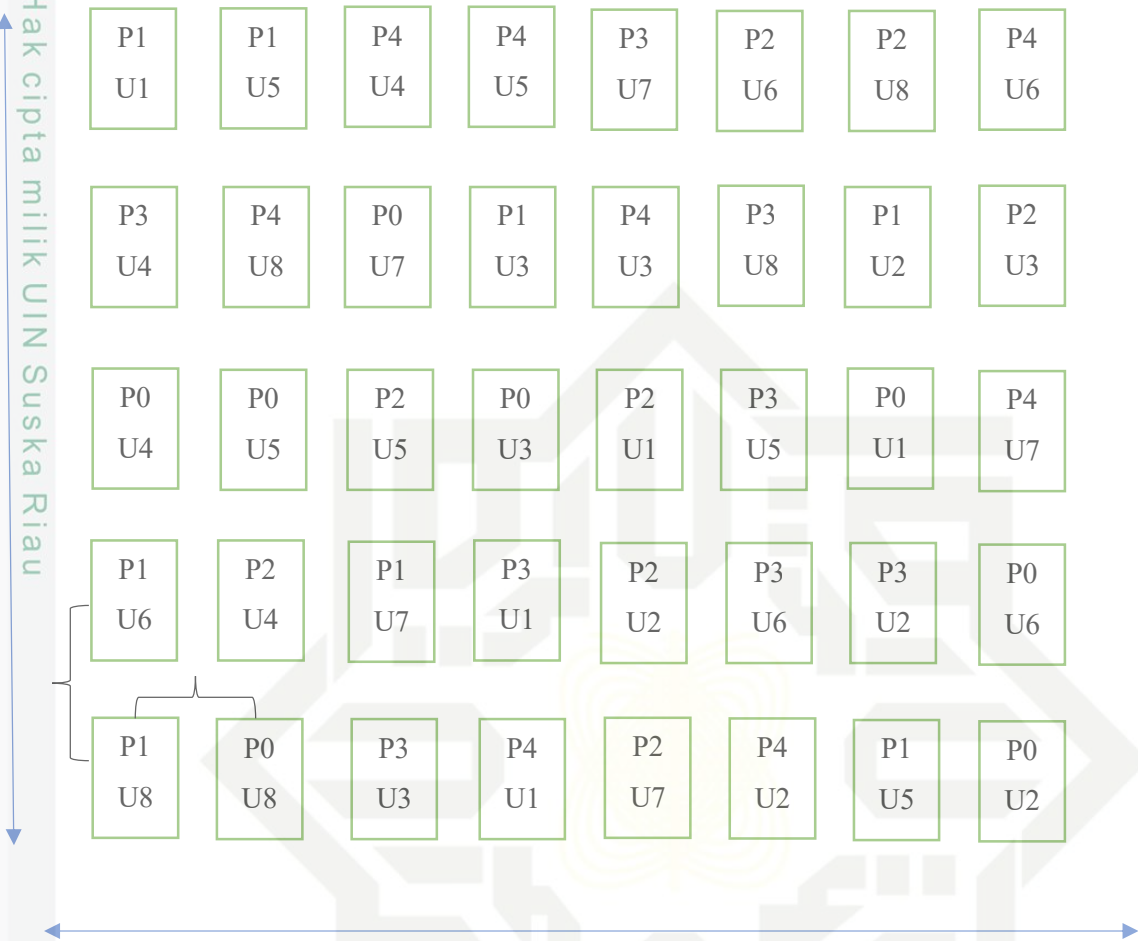 Hak cipta milik UIN Suska Riau
P1 P1 P4 P4 P3 P2 P2 P4
U1 U5 U4 U5 U7 U6 U8 U6
P3 P4 P0 P1 P4 P3 P1 P2
U4 U8 U7 U3 U3 U8 U2 U3
P0 P0 P2 P0 P2 P3 P0 P4
U4 U5 U5 U3 U1 U5 U1 U7
P1 P2 P1 P3 P2 P3 P3 P0
U6 U4 U7 U1 U2 U6 U2 U6
P1 P0 P3 P4 P2 P4 P1 P0
U8 U8 U3 U1 U7 U2 U5 U2